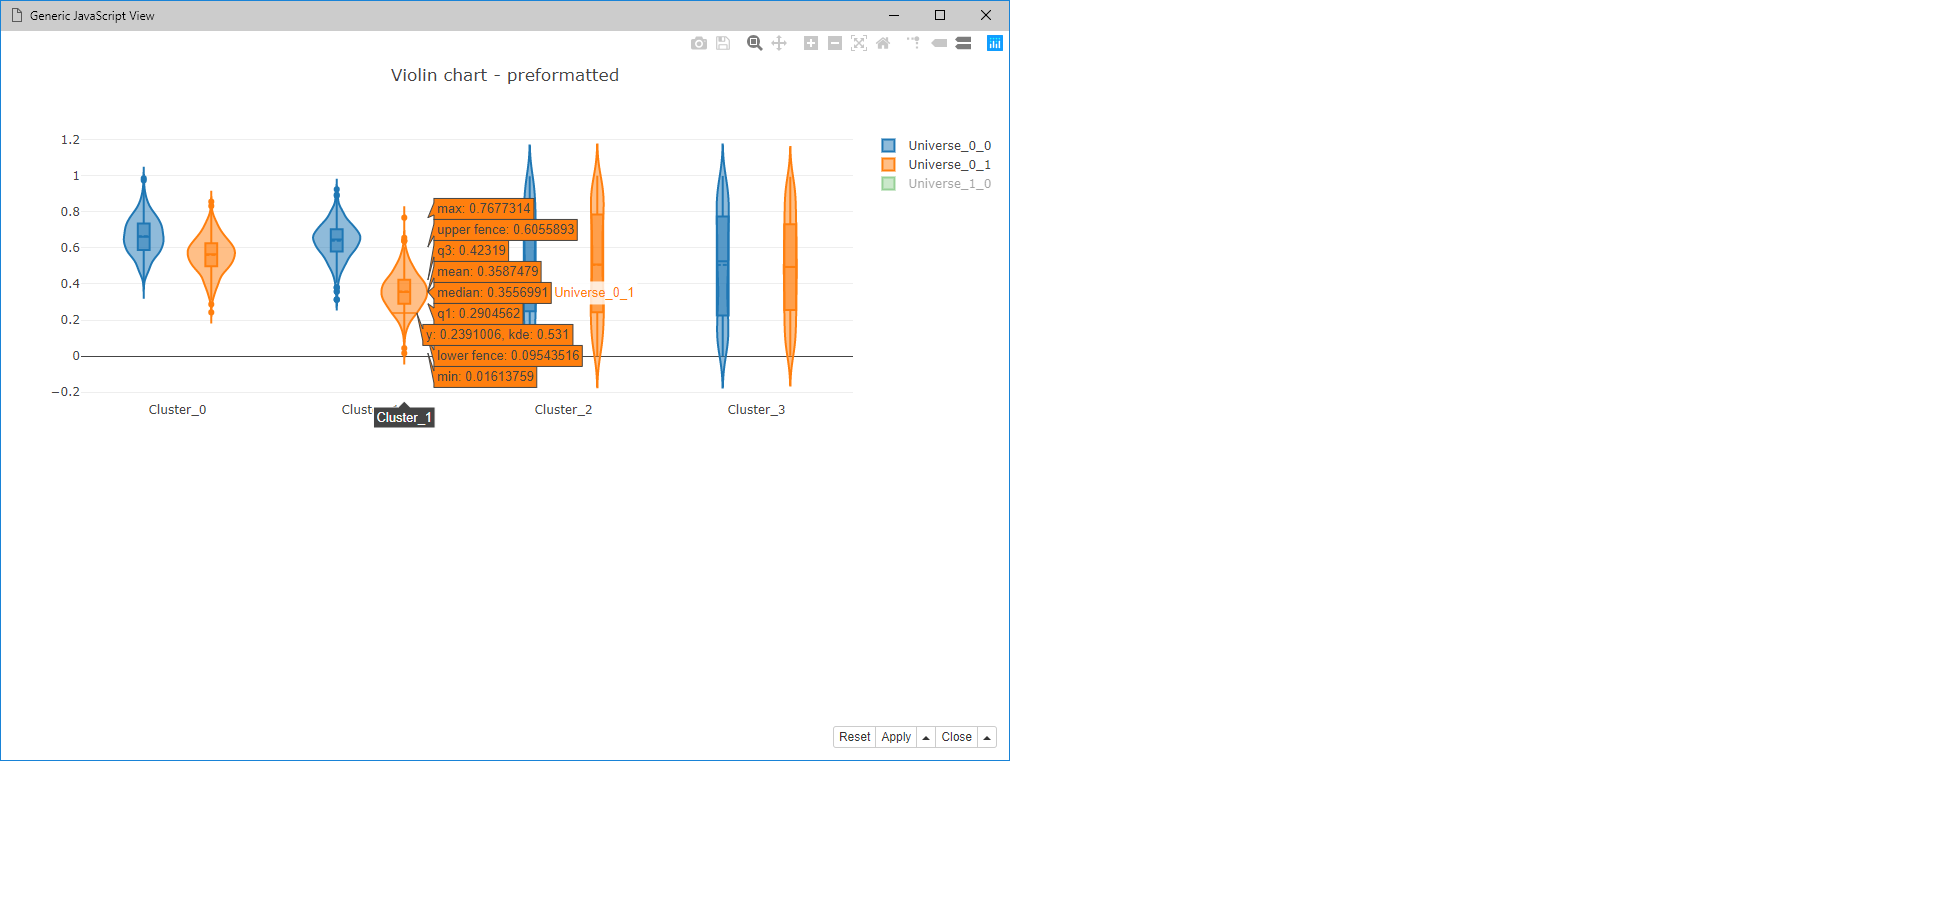 Generic JavaScript View
Violin chart - preformatted
1.2
1
0.8
0.6
0.4
0.2
0
−0.2
Universe_0_0
Universe_0_1
Universe_1_0
max: 0.7677314
upper fence: 0.6055893
q3: 0.42319
mean: 0.3587479
median: 0.3556991 Universe_0_1
q1: 0.2904562
y: 0.2391006, kde: 0.531
lower fence: 0.09543516
min: 0.01613759
Cluster_0
Clust
Cluster_2
Cluster_3
Cluster_1
Reset Apply Close